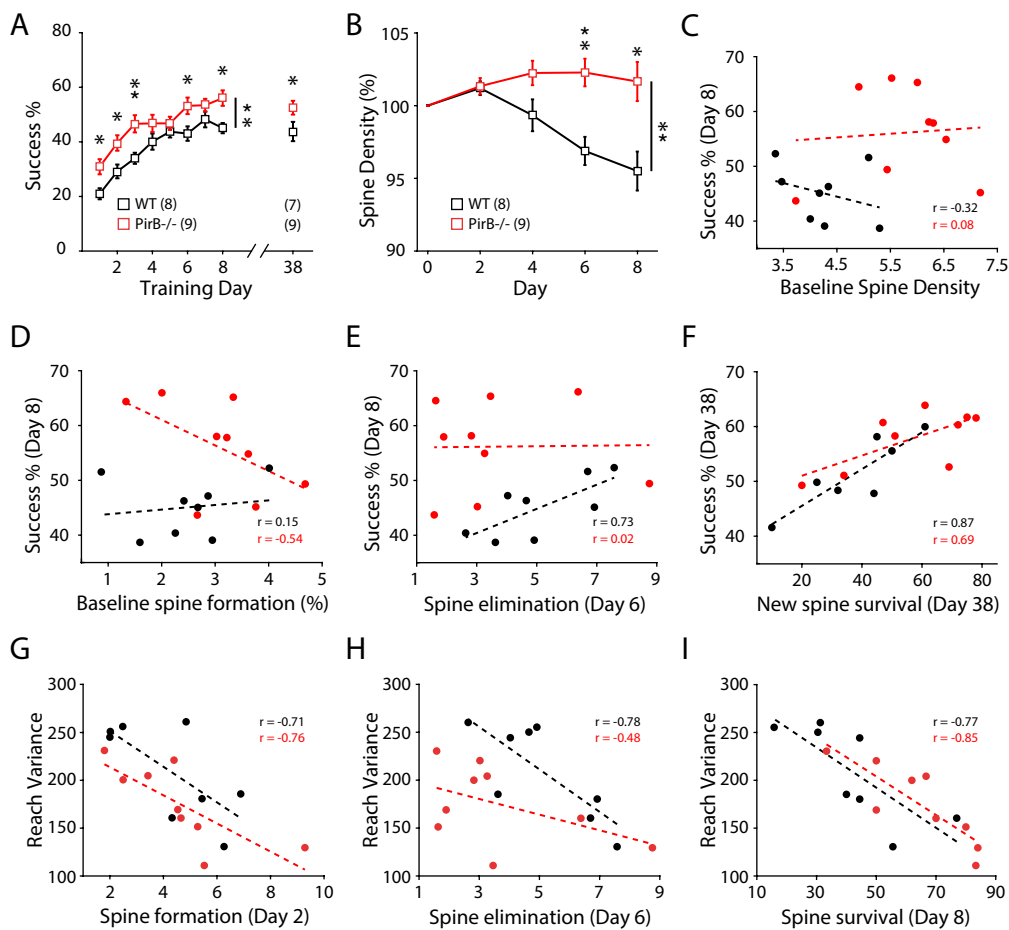 A
80
60
40
20
0
Success %
*
*
**
*
*
**
*
WT (8)
(7)
PirB-/- (9)
(9)
2
4
6
8
38
Training Day
B
105
100
95
90
Spine Density (%)
**
*
**
WT (8)
PirB-/- (9)
0
2
4
6
8
Day
C
70
60
50
40
Success % (Day 8)
r = -0.32
r = 0.08
3.5
5.5
7.5
Baseline Spine Density
D
70
60
50
40
Success % (Day 8)
r = 0.15
r = -0.54
1
2
3
4
5
Baseline spine formation (%)
E
70
60
50
40
Success % (Day 8)
r = 0.73
r = 0.02
1
3
5
7
9
Spine elimination (Day 6)
F
70
60
50
40
Success % (Day 38)
r = 0.87
r = 0.69
20
40
60
80
New spine survival (Day 38)
G
300
250
200
150
100
Reach Variance
r = -0.71
r = -0.76
2
4
6
8
10
Spine formation (Day 2)
H
300
250
200
150
100
Reach Variance
r = -0.78
r = -0.48
1
3
5
7
9
Spine elimination (Day 6)
I
300
250
200
150
100
Reach Variance
r = -0.77
r = -0.85
10
30
50
70
90
Spine survival (Day 8)